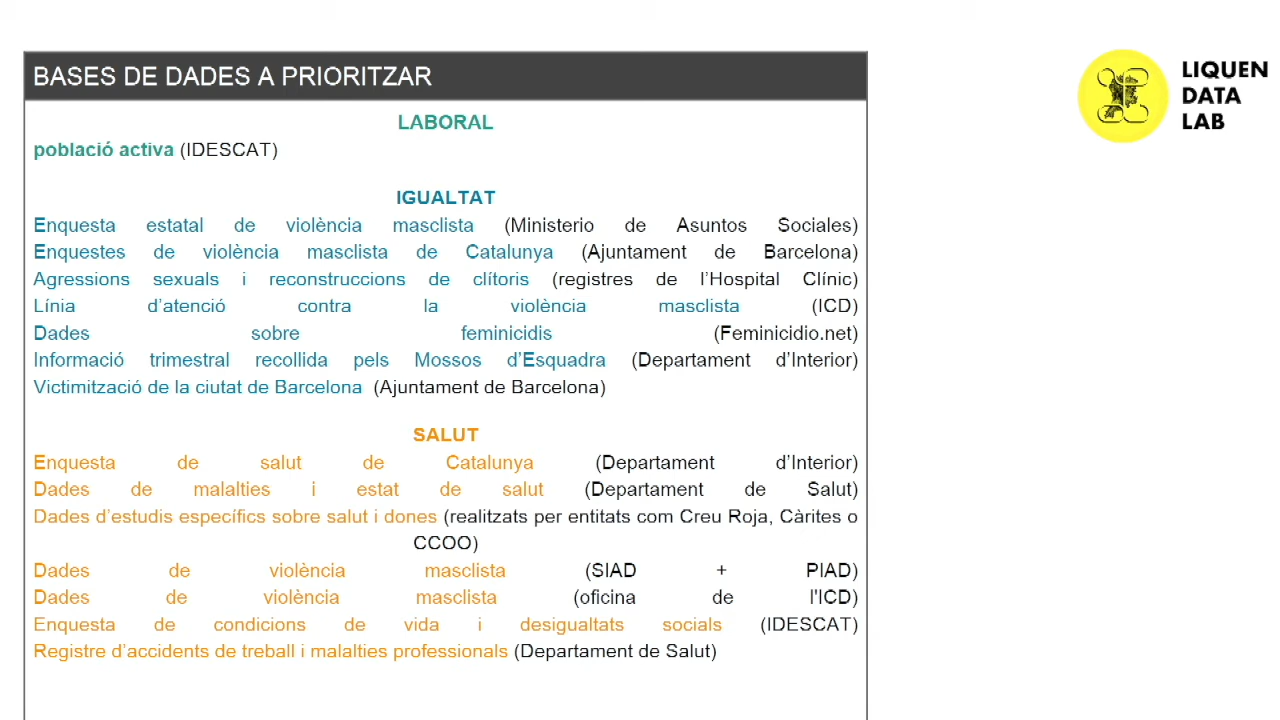 BASES DE DADES A PRIORITZAR
LIQUEN
DATA
LAB
LABORAL
població activa (IDESCAT)
IGUALTAT
Enquesta estatal de violència masclista (Ministerio de Asuntos Sociales)
Enquestes de violència masclista de Catalunya (Ajuntament de Barcelona)
Agressions sexuals i reconstruccions de clítoris (registres de l'Hospital Clínic)
Línia d'atenció contra la violència masclista (ICD)
Dades sobre feminicidis (Feminicidio.net)
Informació trimestral recollida pels Mossos d'Esquadra (Departament d'Interior)
Victimització de la ciutat de Barcelona (Ajuntament de Barcelona)
SALUT
Enquesta de salut de Catalunya (Departament d'Interior)
Dades de malalties i estat de salut (Departament de Salut)
Dades d'estudis específics sobre salut i dones (realitzats per entitats com Creu Roja, Càrites o
CCOO)
Dades de violència masclista (SIAD + PIAD)
Dades de violència masclista (oficina de l'ICD)
Enquesta de condicions de vida i desigualtats socials (IDESCAT)
Registre d'accidents de treball i malalties professionals (Departament de Salut)